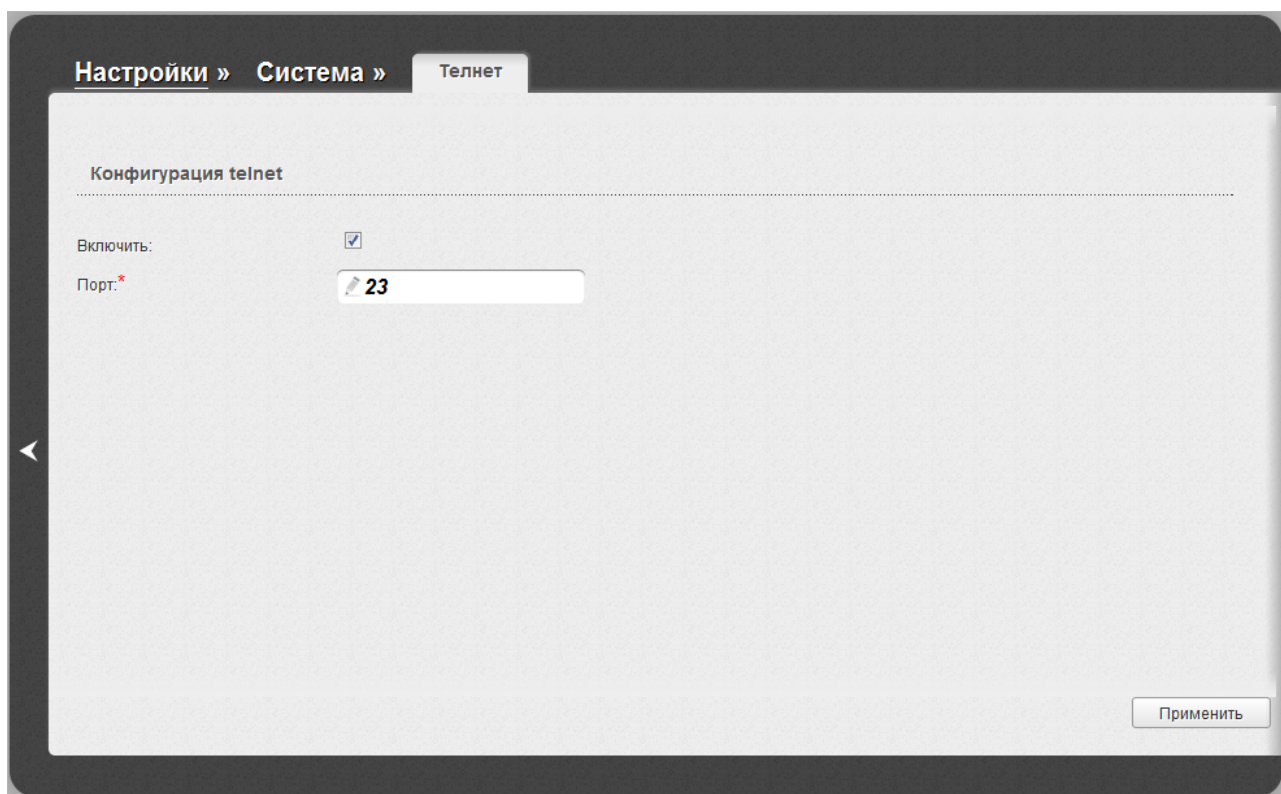 Настройки » Система » Телнет
Конфигурация telnet
Включить:
Порт:* 23
Применить